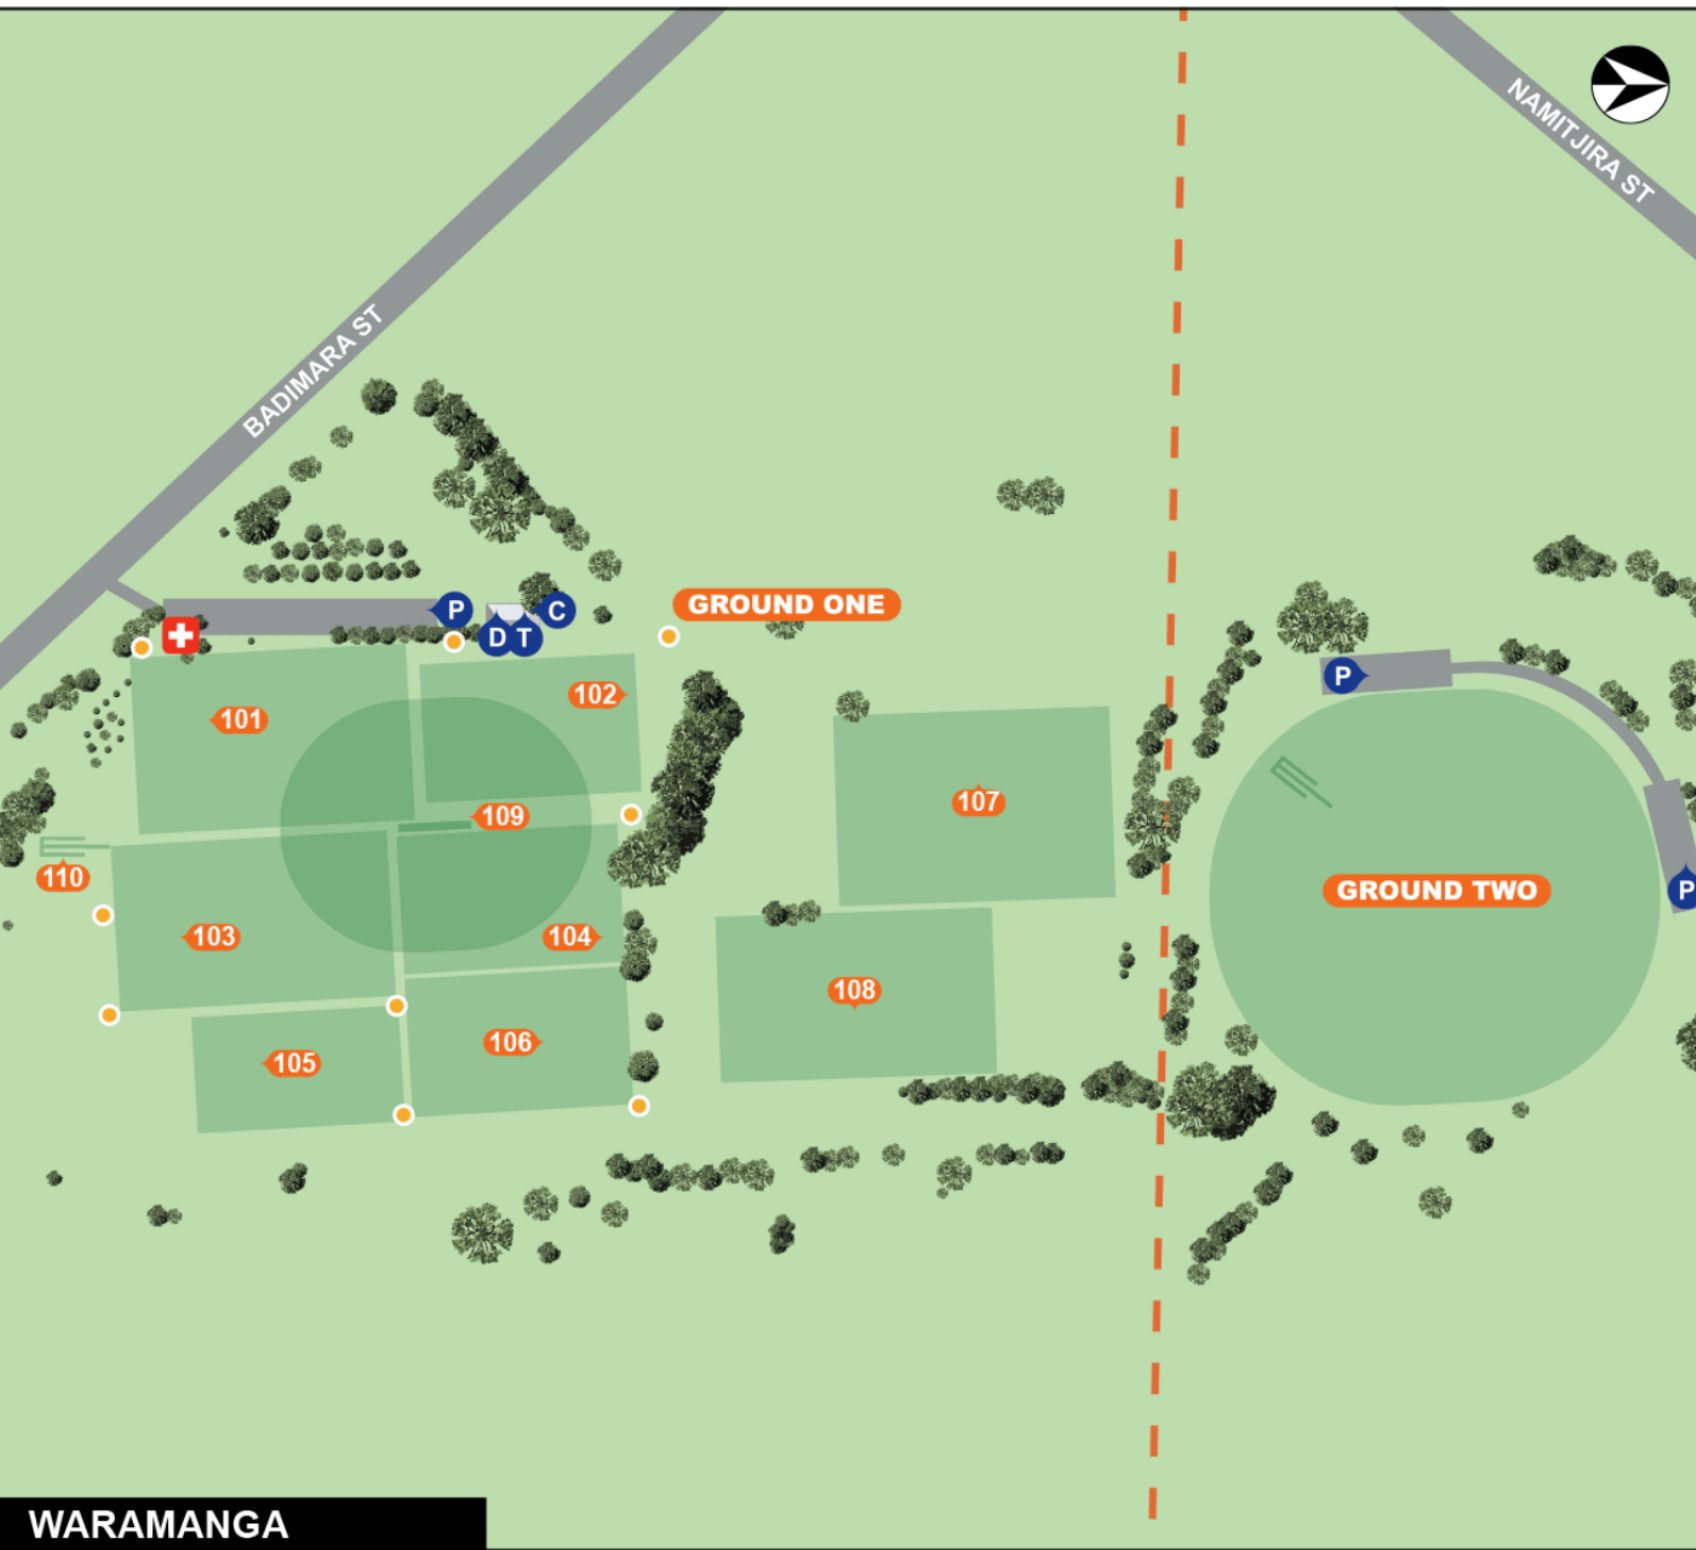 NAMITJIRA ST
BADIMARA ST
P
C
D T
GROUND ONE
101
102
P
107
109
110
P
GROUND TWO
103
104
108
106
105
WARAMANGA